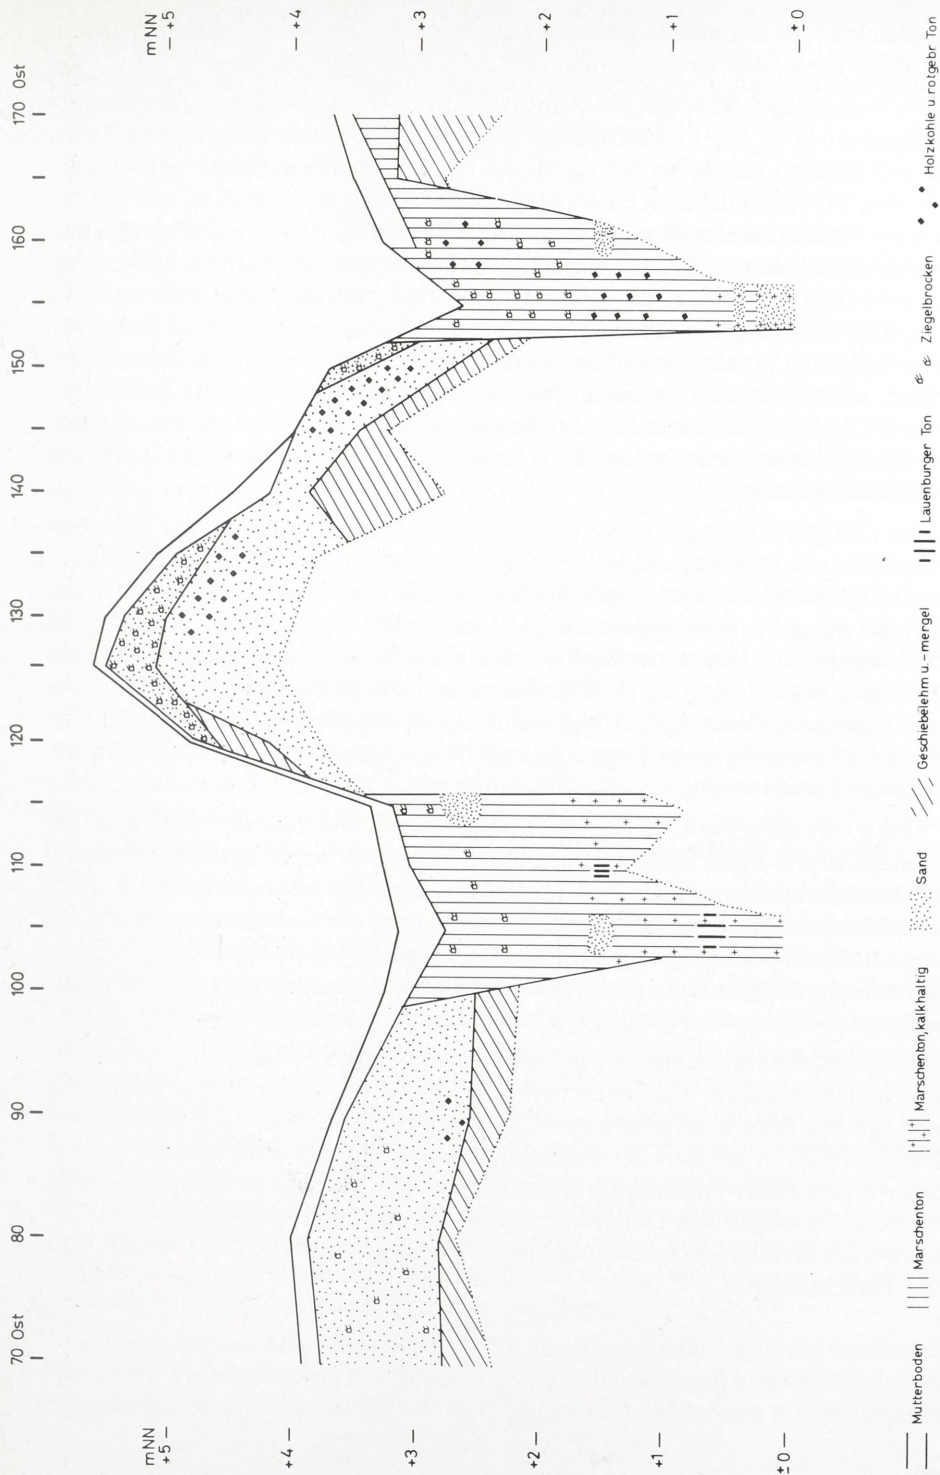 mNN
+5
+4
+3
+2
+1
± 0
70 Ost
80
90
100
110
120
130
140
150
160
170 Ost
mNN
+5
+4
+3
+2
+1
± 0
Mutterboden
Marschenton
Marschenton, kalkhaltig
Sand
Geschiebelehm u. -mergel
Lauenburger Ton
Ziegelbrocken
Holzkohle u. rotgebr Ton